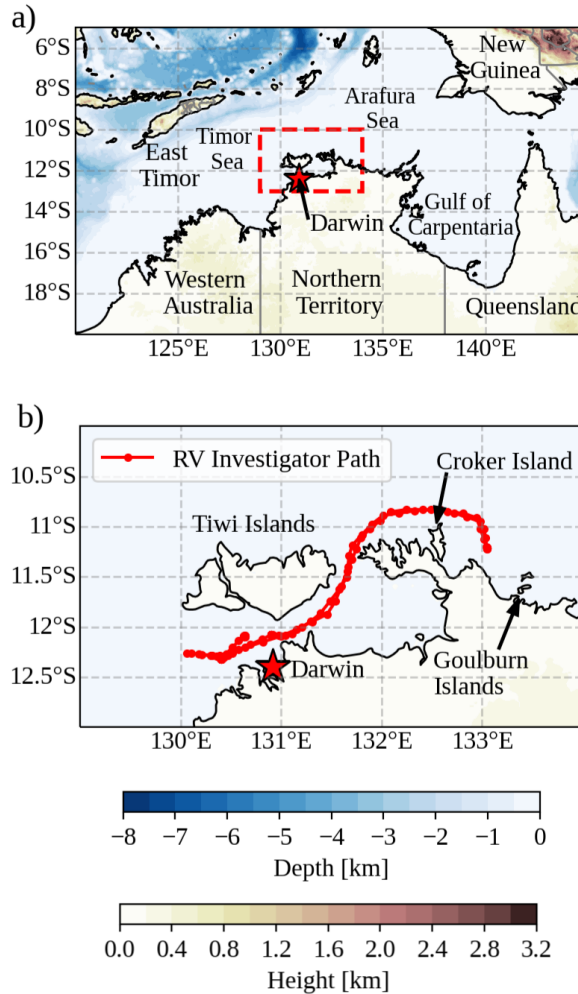 a)
6°S
8°S
10°S
12°S
14°S
16°S
18°S
New
Guinea
Arafura
Sea
Timor
Sea
East
Timor
Darwin
Gulf of
Carpentaria
Western
Australia
Northern
Territory
Queensland
125°E
130°E
135°E
140°E
b)
10.5°S
11°S
11.5°S
12°S
12.5°S
RV Investigator Path
Croker Island
Tiwi Islands
Darwin
Goulburn
Islands
130°E
131°E
132°E
133°E
−8 −7 −6 −5 −4 −3 −2 −1 0
Depth [km]
0.0 0.4 0.8 1.2 1.6 2.0 2.4 2.8 3.2
Height [km]